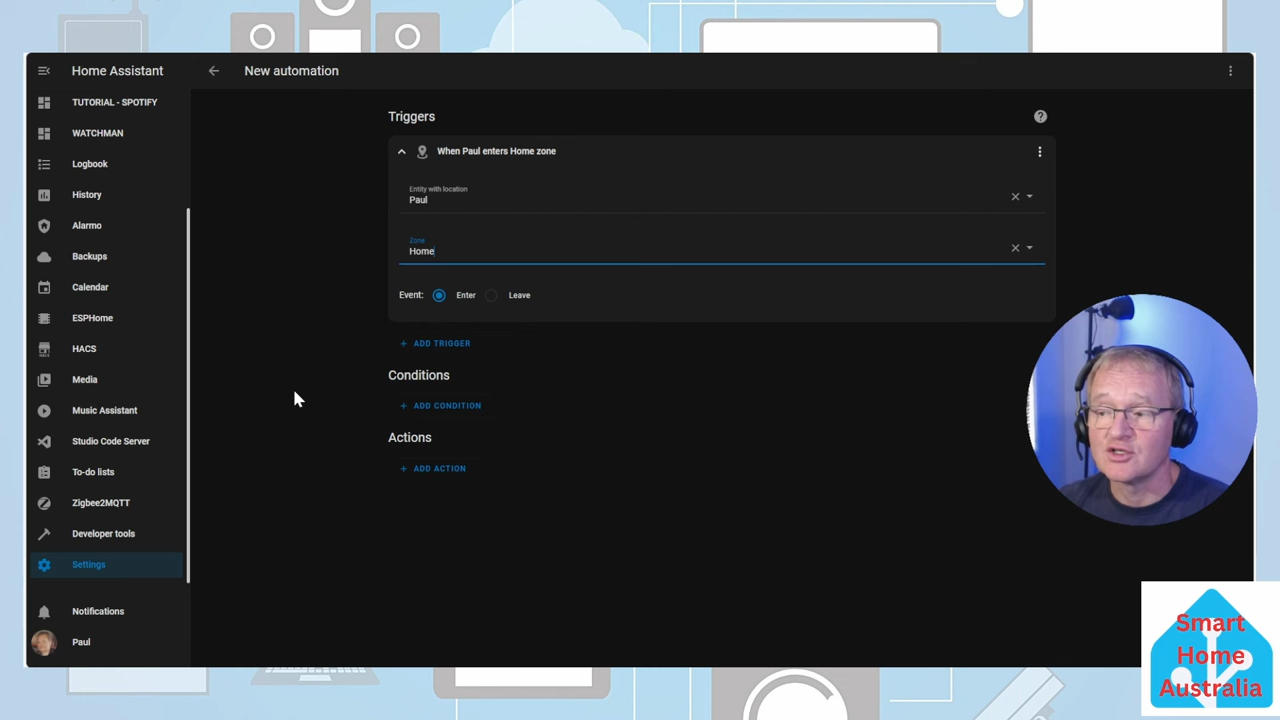 Home Assistant
New automation
TUTORIAL - SPOTIFY
WATCHMAN
Logbook
History
Alarmo
Backups
Calendar
ESPHome
HACS
Media
Music Assistant
Studio Code Server
To-do lists
Zigbee2MQTT
Developer tools
Settings
Notifications
Paul
Triggers
When Paul enters Home zone
Entity with location
Paul
Zone
Home
Event: Enter Leave
+ ADD TRIGGER
Conditions
+ ADD CONDITION
Actions
+ ADD ACTION
Smart
Home
Australia